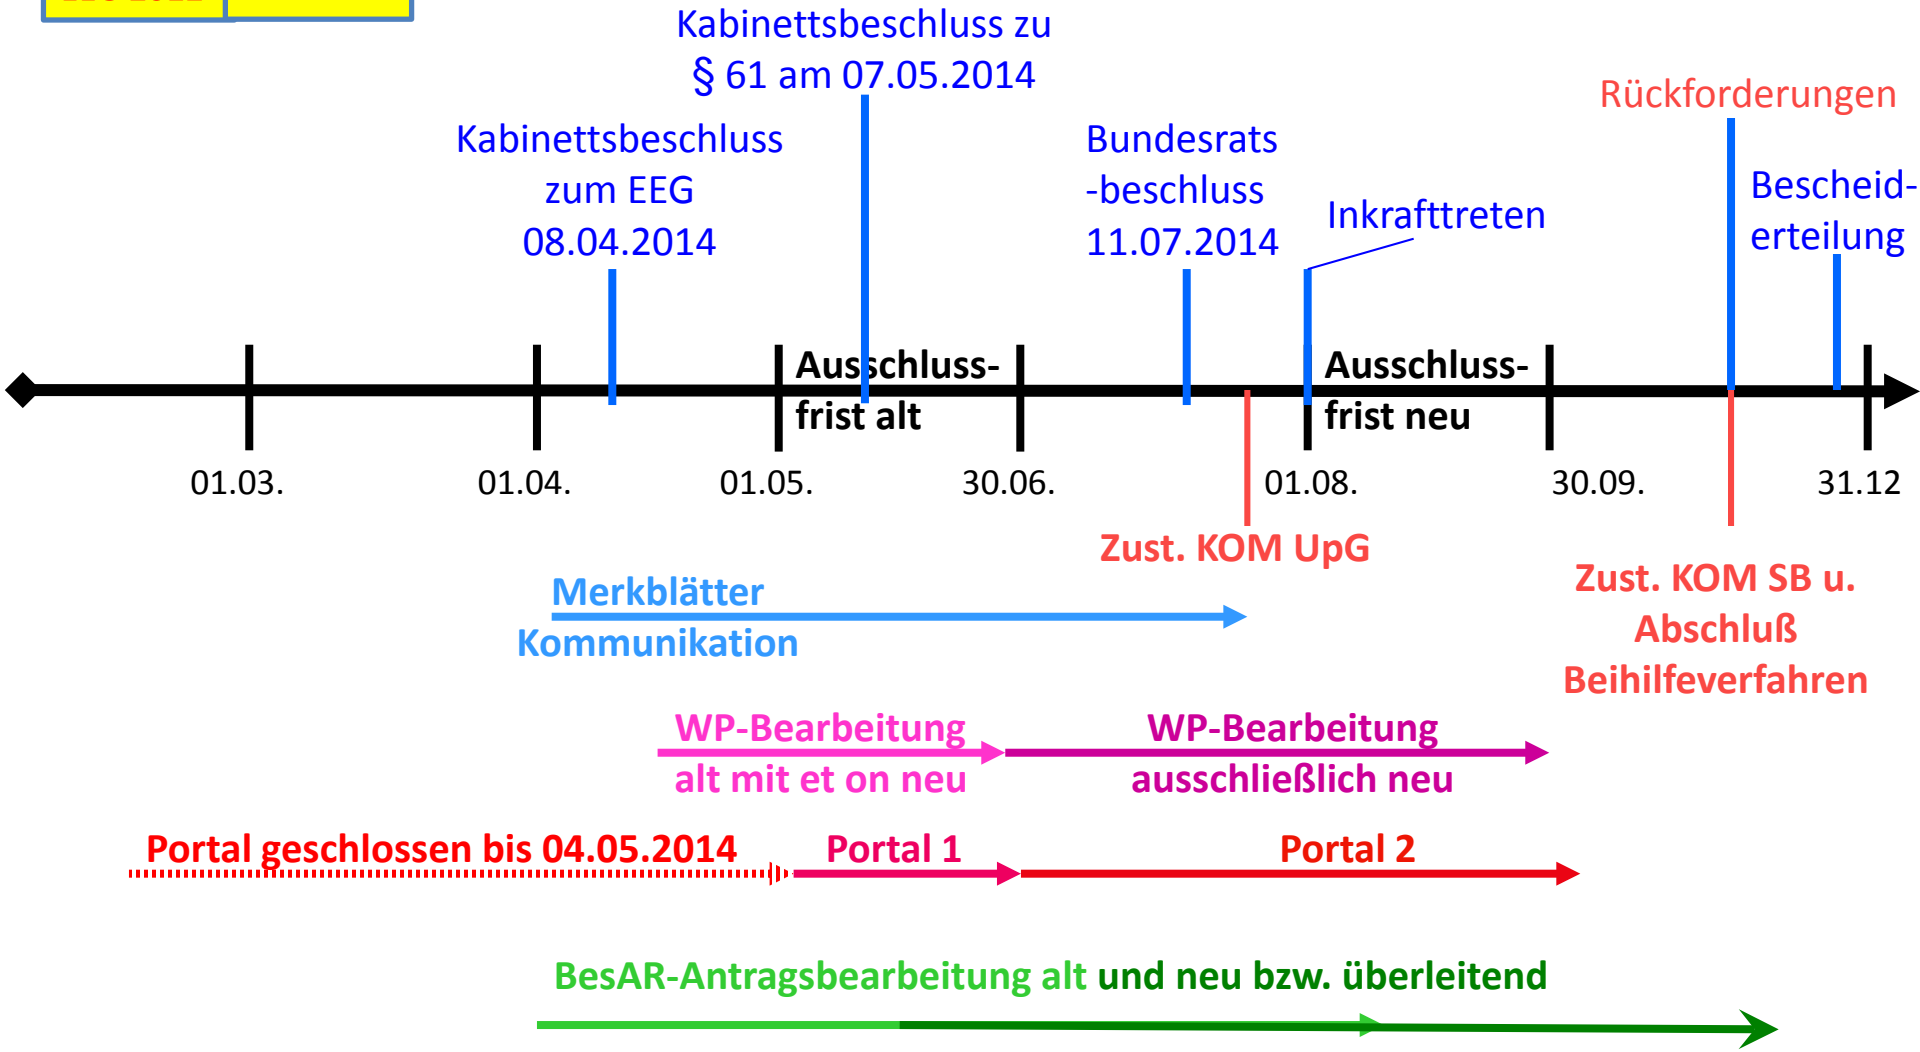 Kabinettsbeschluss zu
§ 61 am 07.05.2014
Rückforderungen
Kabinettsbeschluss
zum EEG
08.04.2014
Bundesrats
-beschluss
11.07.2014
Inkrafttreten
Bescheid-
erteilung
Ausschluss-
frist alt
Ausschluss-
frist neu
01.03.
01.04.
01.05.
30.06.
01.08.
30.09.
31.12
Zust. KOM UpG
Zust. KOM SB u.
Abschluß
Beihilfeverfahren
Merkblätter
Kommunikation
WP-Bearbeitung
alt mit et on neu
WP-Bearbeitung
ausschließlich neu
Portal geschlossen bis 04.05.2014
Portal 1
Portal 2
BesAR-Antragsbearbeitung alt und neu bzw. überleitend